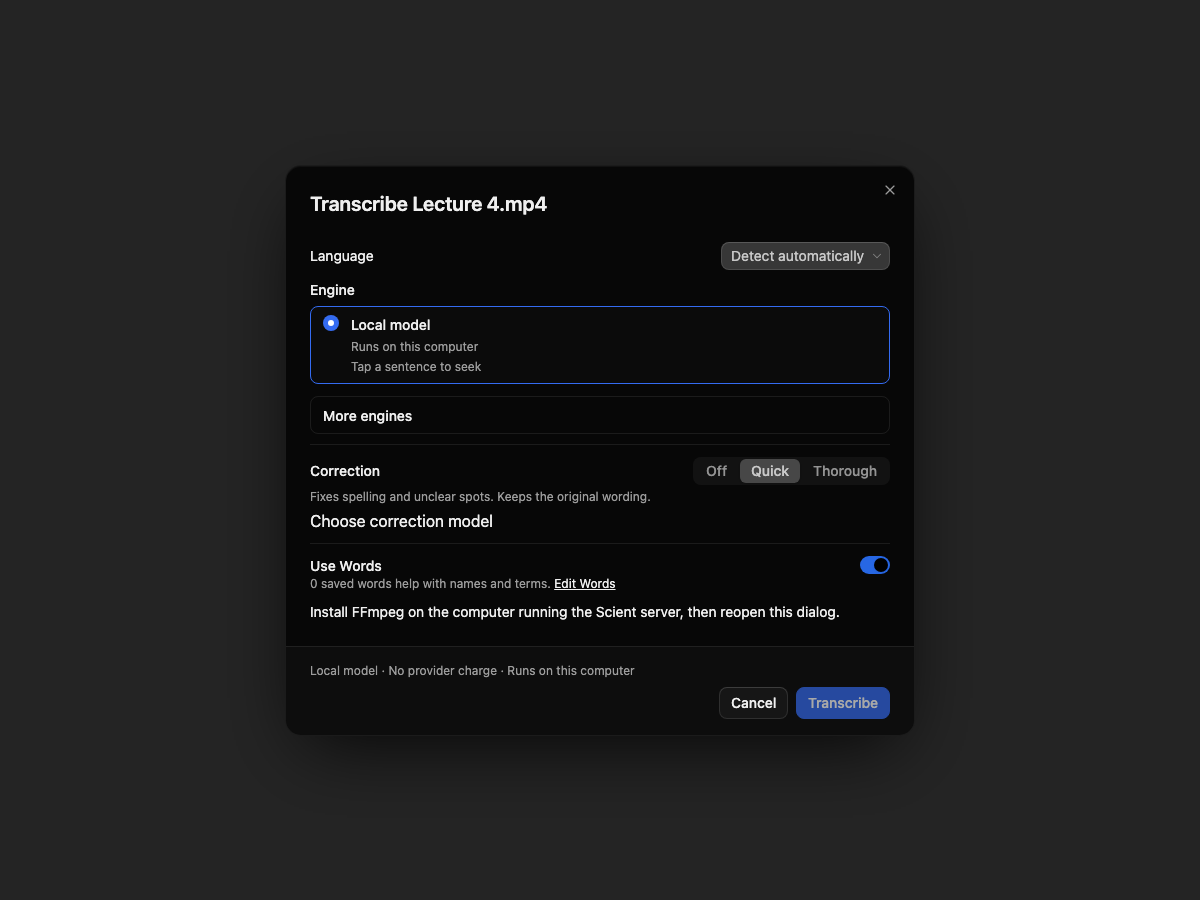 Transcribe Lecture 4.mp4
Language
Detect automatically
Engine
Local model
Runs on this computer
Tap a sentence to seek
More engines
Correction
Off Quick Thorough
Fixes spelling and unclear spots. Keeps the original wording.
Choose correction model
Use Words
0 saved words help with names and terms. Edit Words
Install FFmpeg on the computer running the Scient server, then reopen this dialog.
Local model · No provider charge · Runs on this computer
Cancel Transcribe